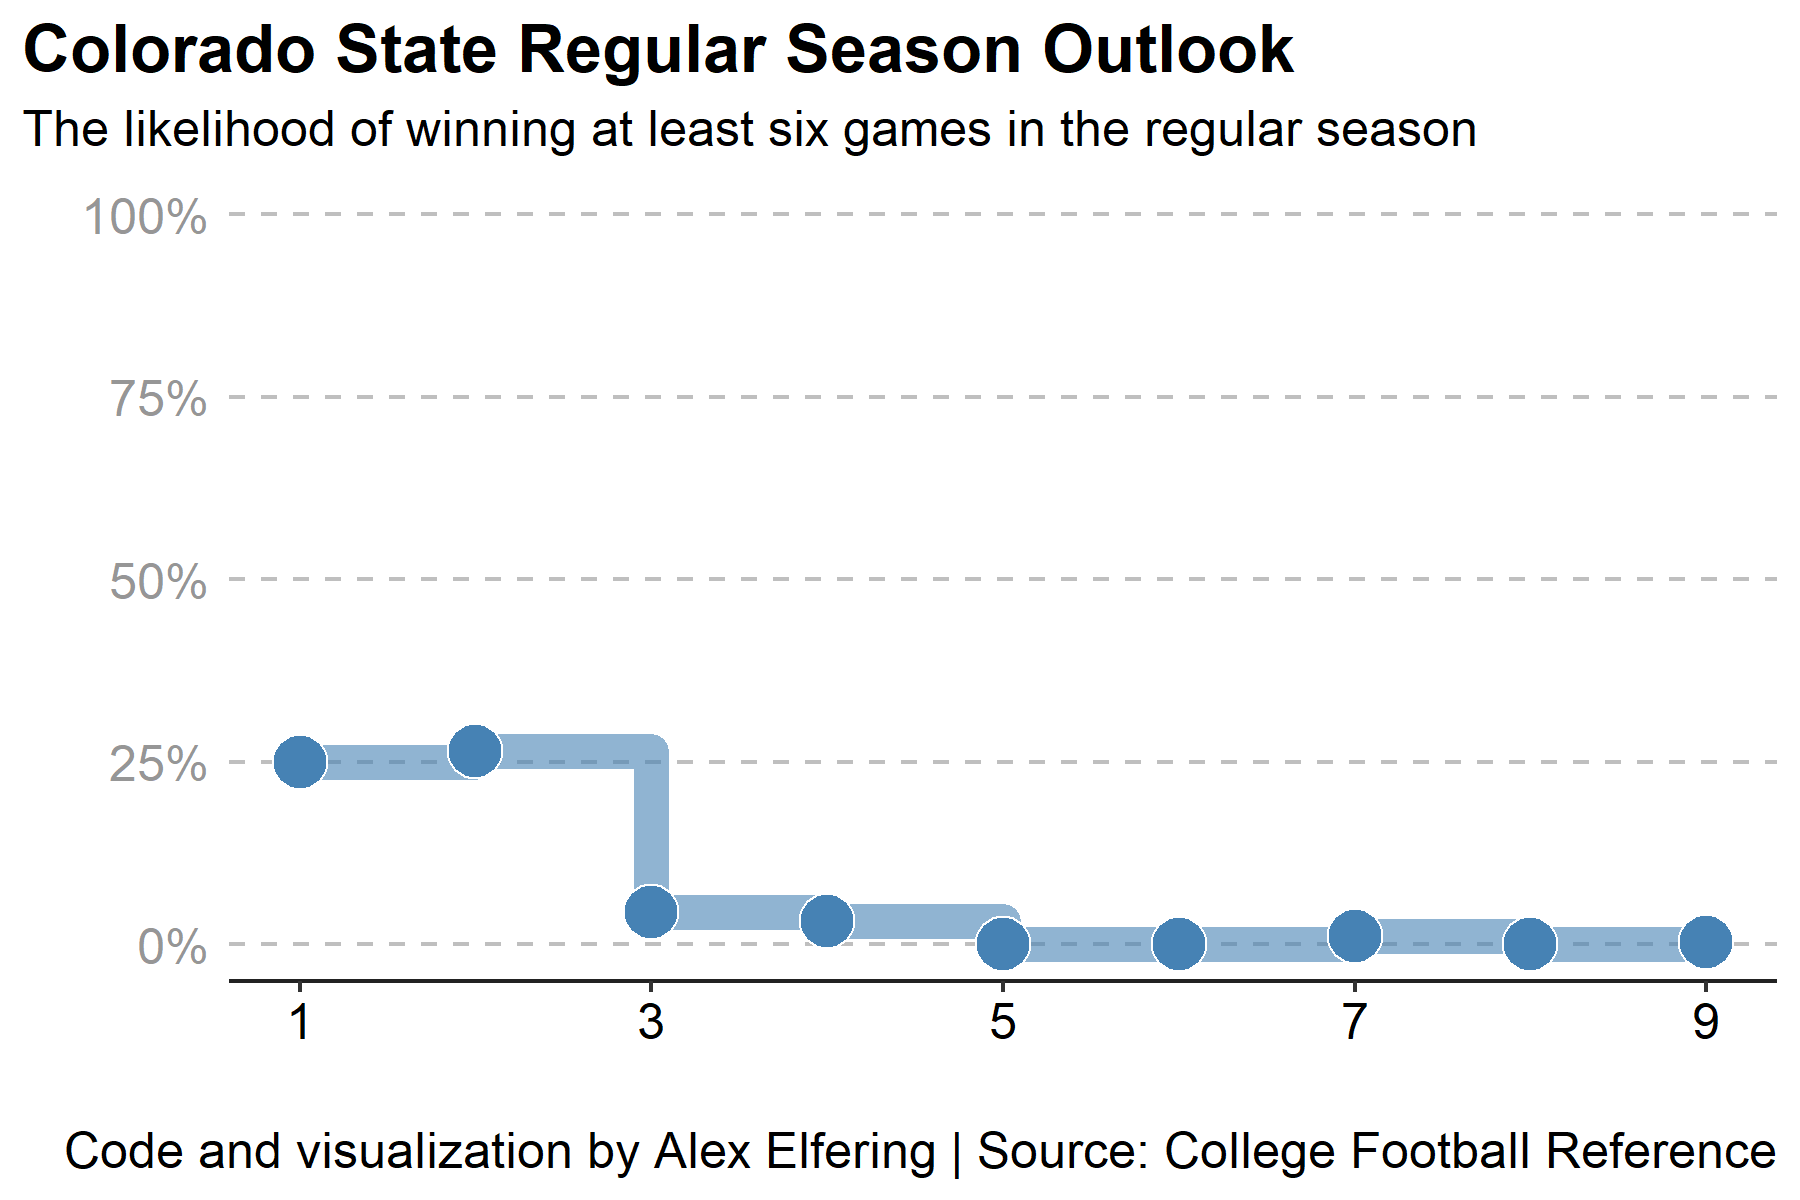 Colorado State Regular Season Outlook
The likelihood of winning at least six games in the regular season
100%
75%
50%
25%
0%
1 3 5 7 9
Code and visualization by Alex Elfering | Source: College Football Reference